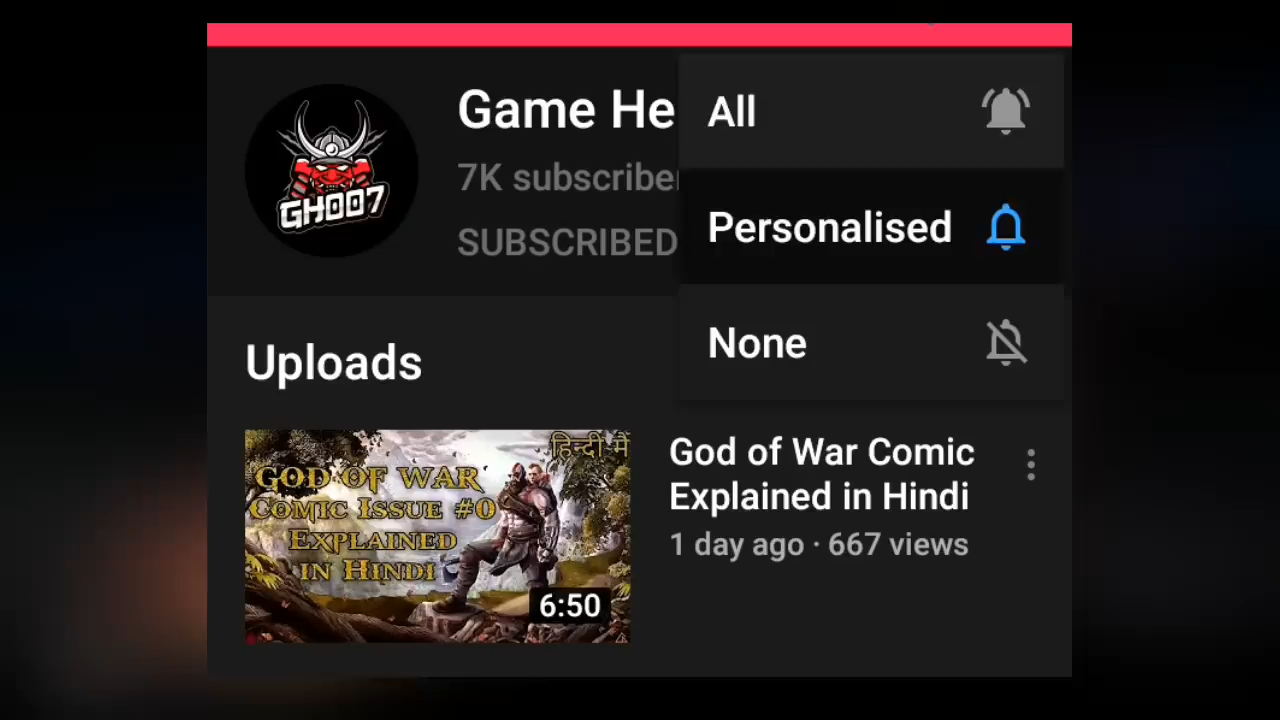 Game He
7K subscriber
SUBSCRIBED
All
Personalised
None
GH007
Uploads
हिन्दी में
GOD OF WAR
COMIC ISSUE #0
EXPLAINED
IN HINDI
6:50
God of War Comic
Explained in Hindi
1 day ago · 667 views